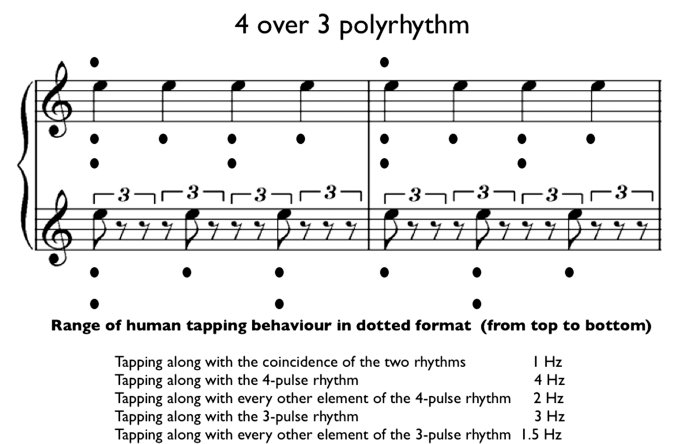 4 over 3 polyrhythm
3 3 3 3 3 3 3 3
Range of human tapping behaviour in dotted format (from top to bottom)
Tapping along with the coincidence of the two rhythms 1 Hz
Tapping along with the 4-pulse rhythm 4 Hz
Tapping along with every other element of the 4-pulse rhythm 2 Hz
Tapping along with the 3-pulse rhythm 3 Hz
Tapping along with every other element of the 3-pulse rhythm 1.5 Hz